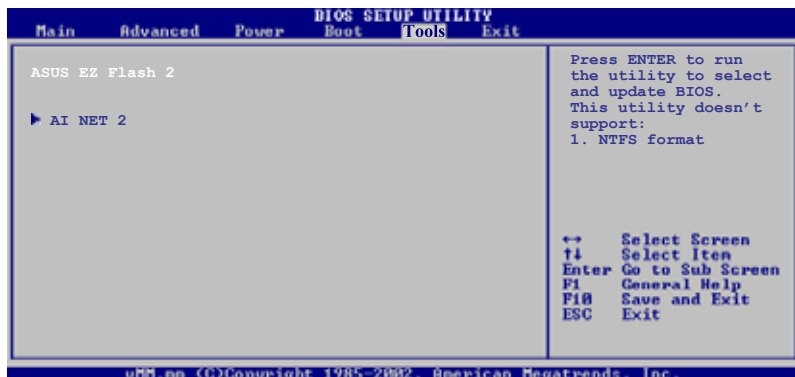 BIOS SETUP UTILITY
Main Advanced Power Boot Tools Exit
ASUS EZ Flash 2
AI NET 2
Press ENTER to run
the utility to select
and update BIOS.
This utility doesn't
support:
1. NTFS format
↔ Select Screen
↑↓ Select Item
Enter Go to Sub Screen
F1 General Help
F10 Save and Exit
ESC Exit
vMM.pp (C)Copyright 1985-2002, American Megatrends, Inc.